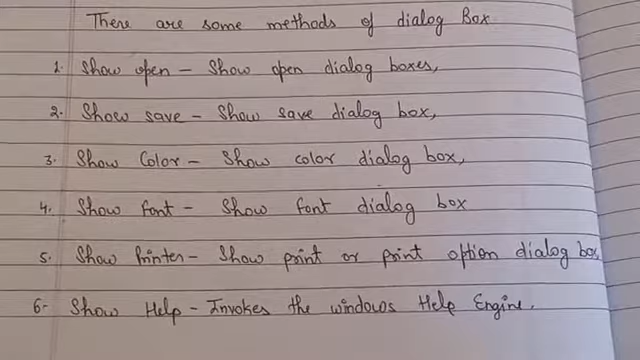 There are some methods of dialog Box
1. Show open - Show open dialog boxes,
2. Show save - Show save dialog box,
3. Show Color - Show color dialog box,
4. Show font - Show font dialog box
5. Show Printer - Show print or print option dialog box
6- Show Help - Invokes the windows Help Engine.